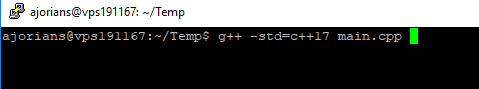 ajorians@vps191167: ~/Temp
ajorians@vps191167:~/Temp$ g++ -std=c++17 main.cpp